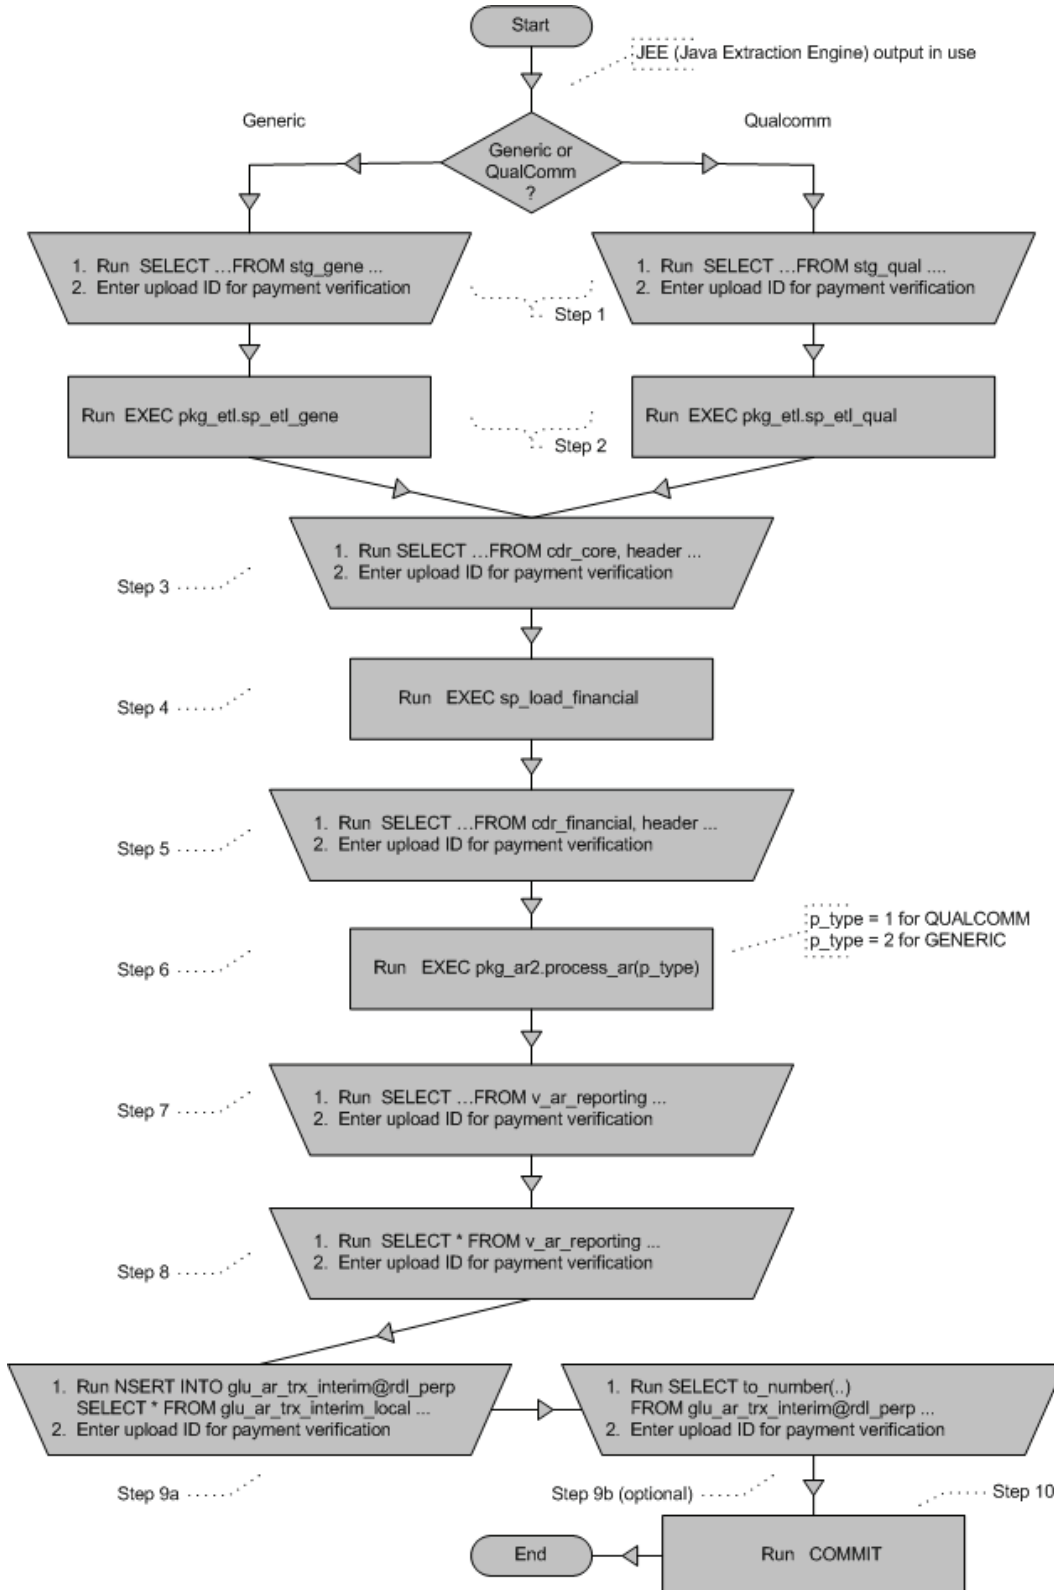 Start
JEE (Java Extraction Engine) output in use
Generic
Qualcomm
Generic or
QualComm
?
1. Run SELECT ...FROM stg_gene ...
2. Enter upload ID for payment verification
1. Run SELECT ...FROM stg_qual ....
2. Enter upload ID for payment verification
Step 1
Run EXEC pkg_etl.sp_etl_gene
Run EXEC pkg_etl.sp_etl_qual
Step 2
1. Run SELECT ...FROM cdr_core, header ...
2. Enter upload ID for payment verification
Step 3
Run EXEC sp_load_financial
Step 4
1. Run SELECT ...FROM cdr_financial, header ...
2. Enter upload ID for payment verification
Step 5
p_type = 1 for QUALCOMM
p_type = 2 for GENERIC
Run EXEC pkg_ar2.process_ar(p_type)
Step 6
1. Run SELECT ...FROM v_ar_reporting ...
2. Enter upload ID for payment verification
Step 7
1. Run SELECT * FROM v_ar_reporting ...
2. Enter upload ID for payment verification
Step 8
1. Run NSERT INTO glu_ar_trx_interim@rdl_perp
SELECT * FROM glu_ar_trx_interim_local ...
2. Enter upload ID for payment verification
1. Run SELECT to_number(..)
FROM glu_ar_trx_interim@rdl_perp ...
2. Enter upload ID for payment verification
Step 9a
Step 9b (optional)
Step 10
End
Run COMMIT